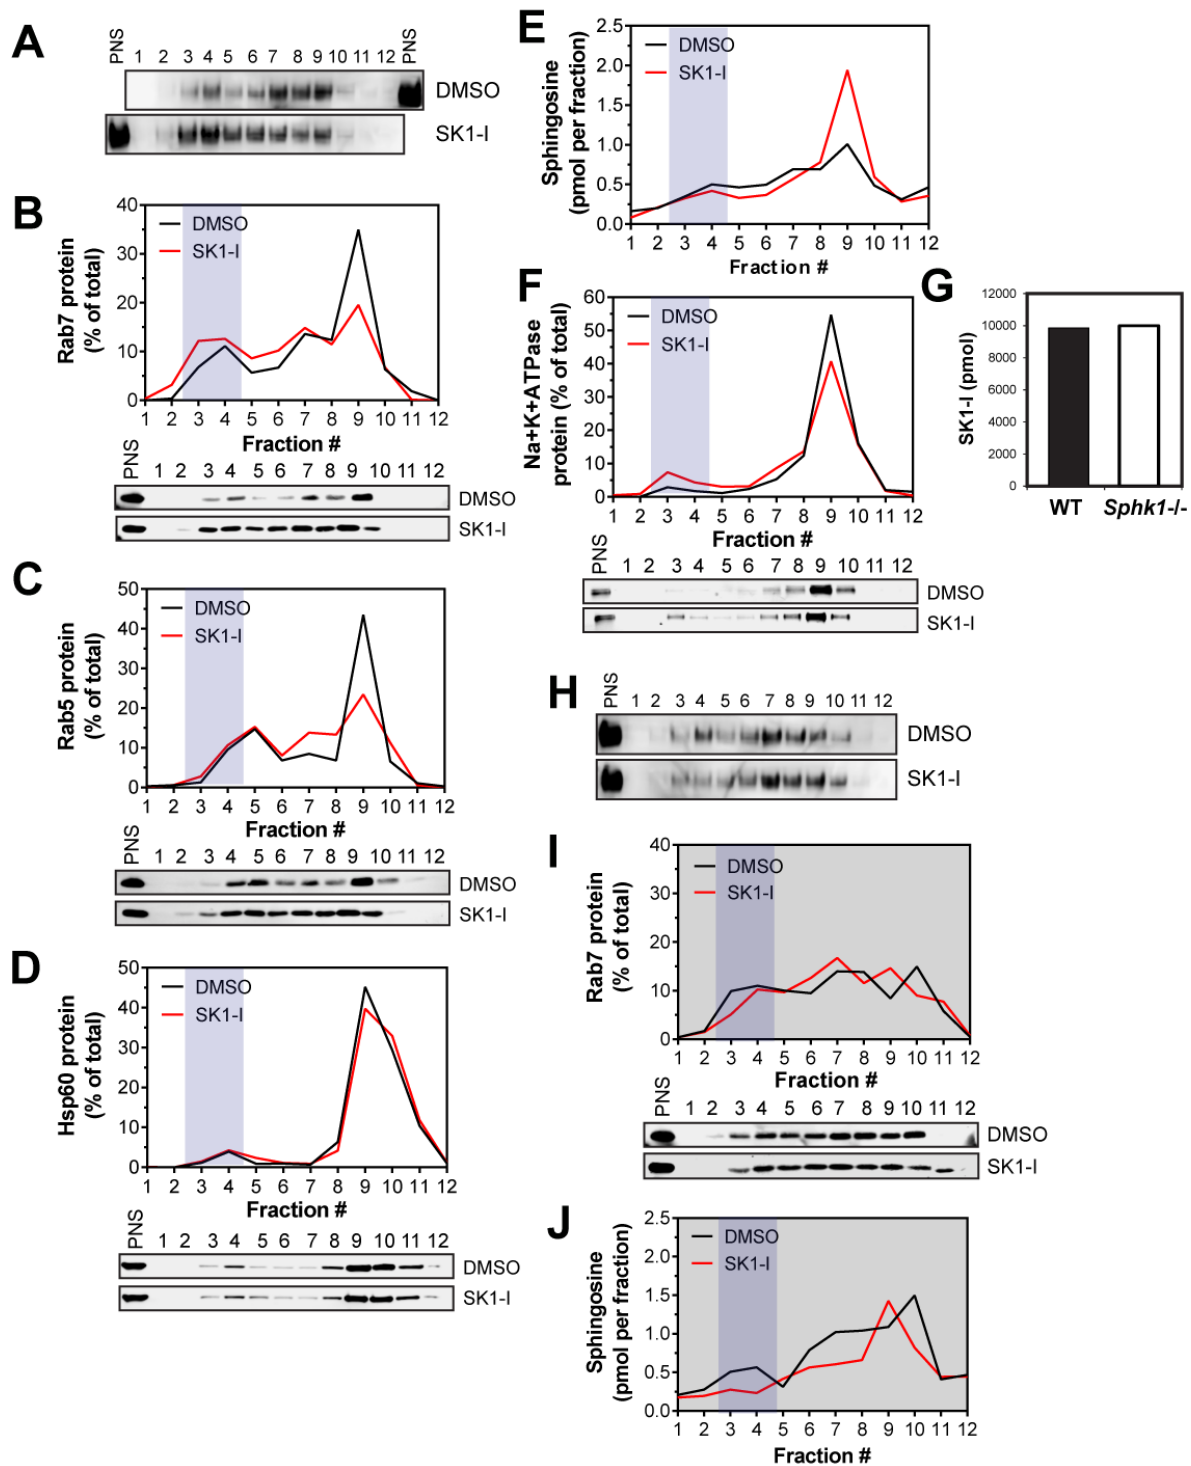 A
PNS 1 2 3 4 5 6 7 8 9 10 11 12 PNS
DMSO
SK1-I
B
Rab7 protein
(% of total)
40
30
20
10
0
DMSO
SK1-I
1 2 3 4 5 6 7 8 9 10 11 12
Fraction #
PNS 1 2 3 4 5 6 7 8 9 10 11 12
DMSO
SK1-I
C
Rab5 protein
(% of total)
50
40
30
20
10
0
DMSO
SK1-I
1 2 3 4 5 6 7 8 9 10 11 12
Fraction #
PNS 1 2 3 4 5 6 7 8 9 10 11 12
DMSO
SK1-I
D
Hsp60 protein
(% of total)
50
40
30
20
10
0
DMSO
SK1-I
1 2 3 4 5 6 7 8 9 10 11 12
Fraction #
PNS 1 2 3 4 5 6 7 8 9 10 11 12
DMSO
SK1-I
E
Sphingosine
(pmol per fraction)
2.5
2.0
1.5
1.0
0.5
0.0
DMSO
SK1-I
1 2 3 4 5 6 7 8 9 10 11 12
Fraction #
F
Na+K+ATPase
protein (% of total)
60
50
40
30
20
10
0
DMSO
SK1-I
1 2 3 4 5 6 7 8 9 10 11 12
Fraction #
PNS 1 2 3 4 5 6 7 8 9 10 11 12
DMSO
SK1-I
G
SK1-I (pmol)
12000
10000
8000
6000
4000
2000
0
WT Sphk1-/-
H
PNS 1 2 3 4 5 6 7 8 9 10 11 12
DMSO
SK1-I
I
Rab7 protein
(% of total)
40
30
20
10
0
DMSO
SK1-I
1 2 3 4 5 6 7 8 9 10 11 12
Fraction #
PNS 1 2 3 4 5 6 7 8 9 10 11 12
DMSO
SK1-I
J
Sphingosine
(pmol per fraction)
2.5
2.0
1.5
1.0
0.5
0.0
DMSO
SK1-I
1 2 3 4 5 6 7 8 9 10 11 12
Fraction #